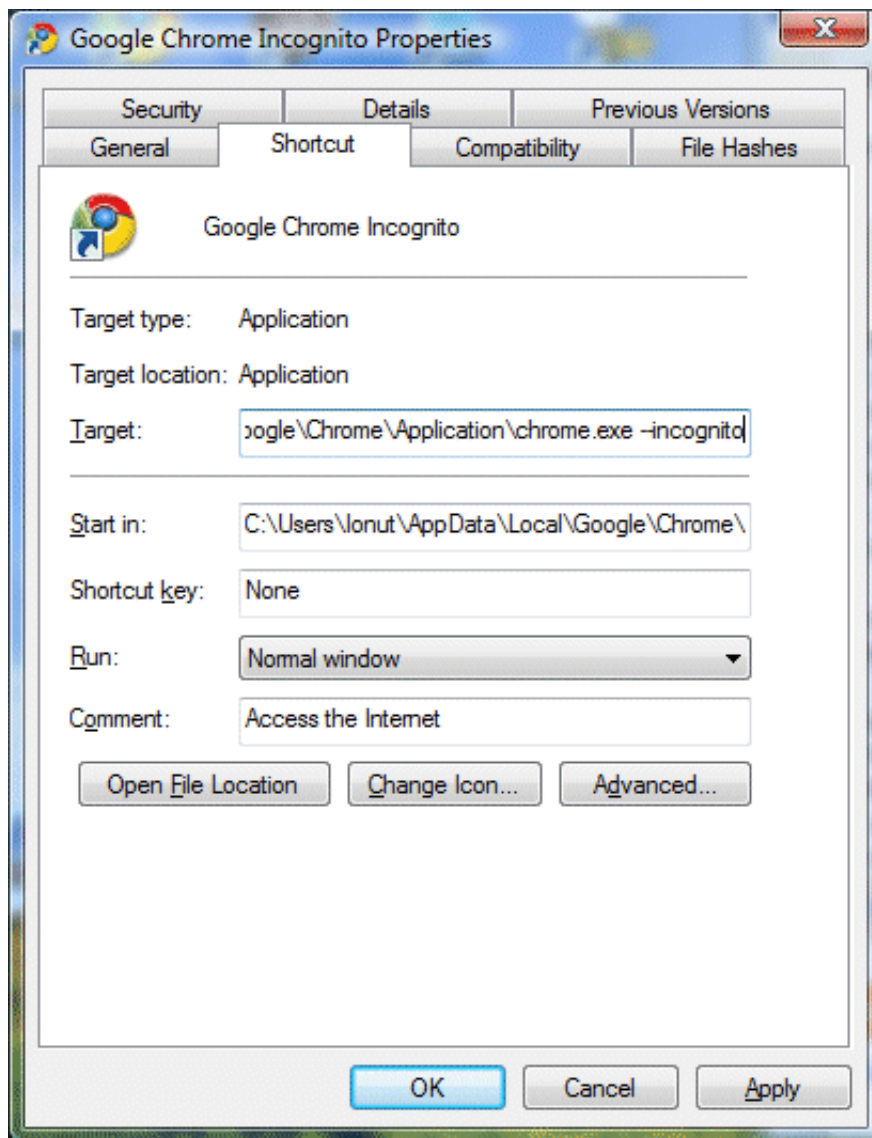 Google Chrome Incognito Properties
Security Details Previous Versions
General Shortcut Compatibility File Hashes
Google Chrome Incognito
Target type: Application
Target location: Application
Target: oogle\Chrome\Application\chrome.exe --incognito
Start in: C:\Users\Ionut\AppData\Local\Google\Chrome\
Shortcut key: None
Run: Normal window
Comment: Access the Internet
Open File Location Change Icon... Advanced...
OK Cancel Apply